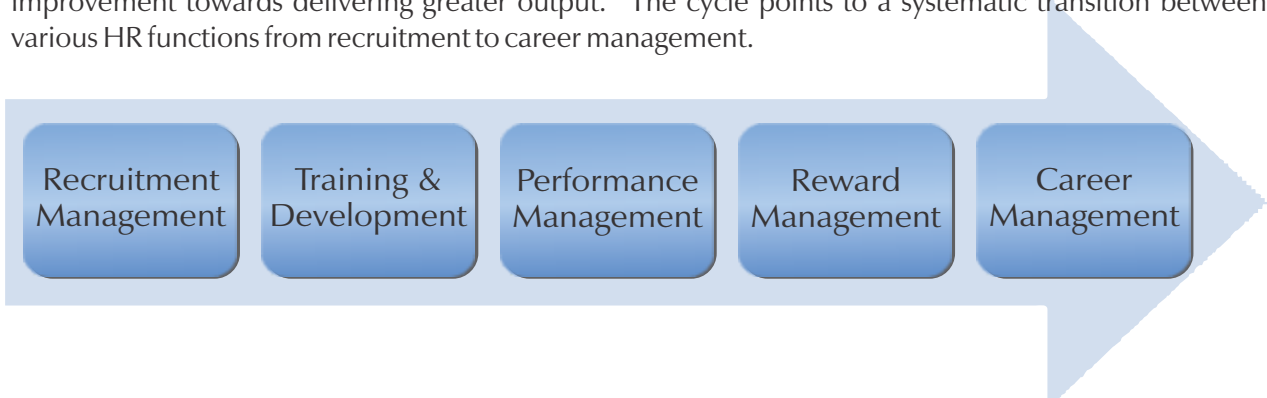 improvement towards delivering greater output. The cycle points to a systematic transition between
various HR functions from recruitment to career management.
Recruitment
Management
Training &
Development
Performance
Management
Reward
Management
Career
Management